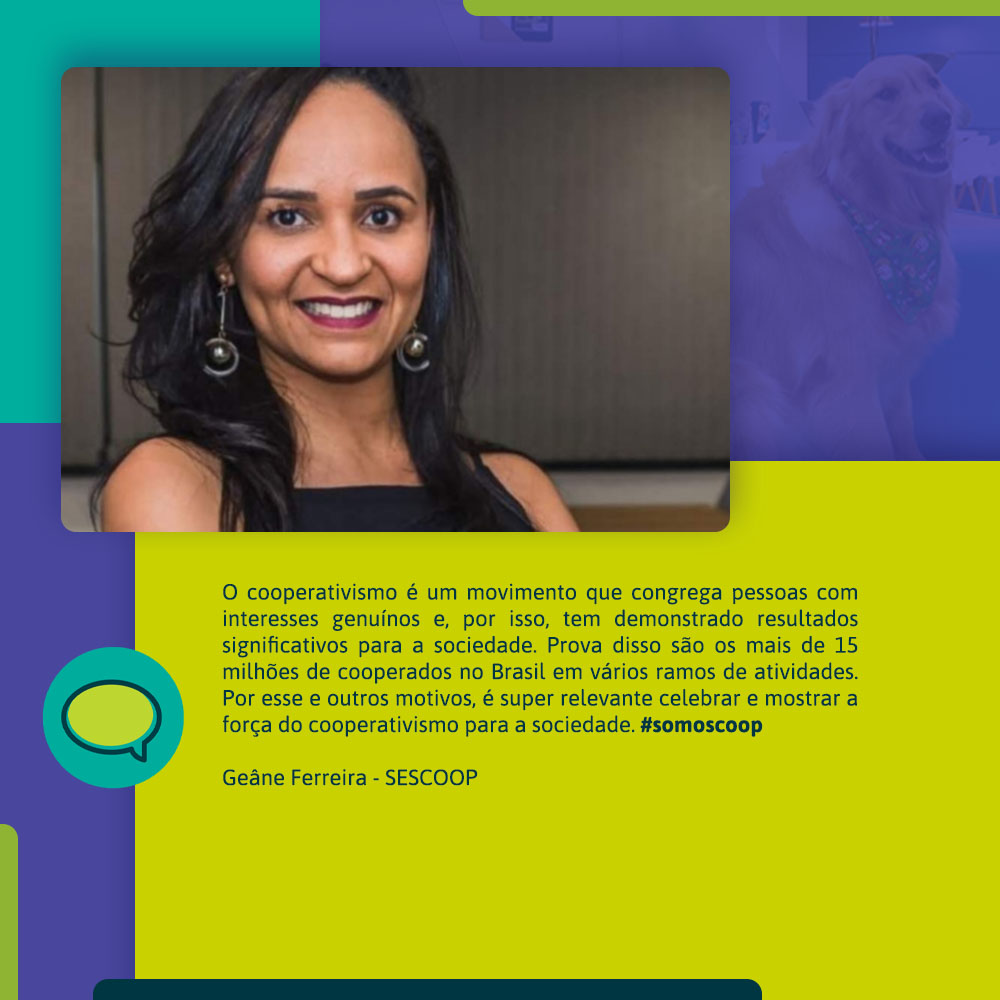 O cooperativismo é um movimento que congrega pessoas com
interesses genuínos e, por isso, tem demonstrado resultados
significativos para a sociedade. Prova disso são os mais de 15
milhões de cooperados no Brasil em vários ramos de atividades.
Por esse e outros motivos, é super relevante celebrar e mostrar a
força do cooperativismo para a sociedade. #somoscoop
Geâne Ferreira - SESCOOP